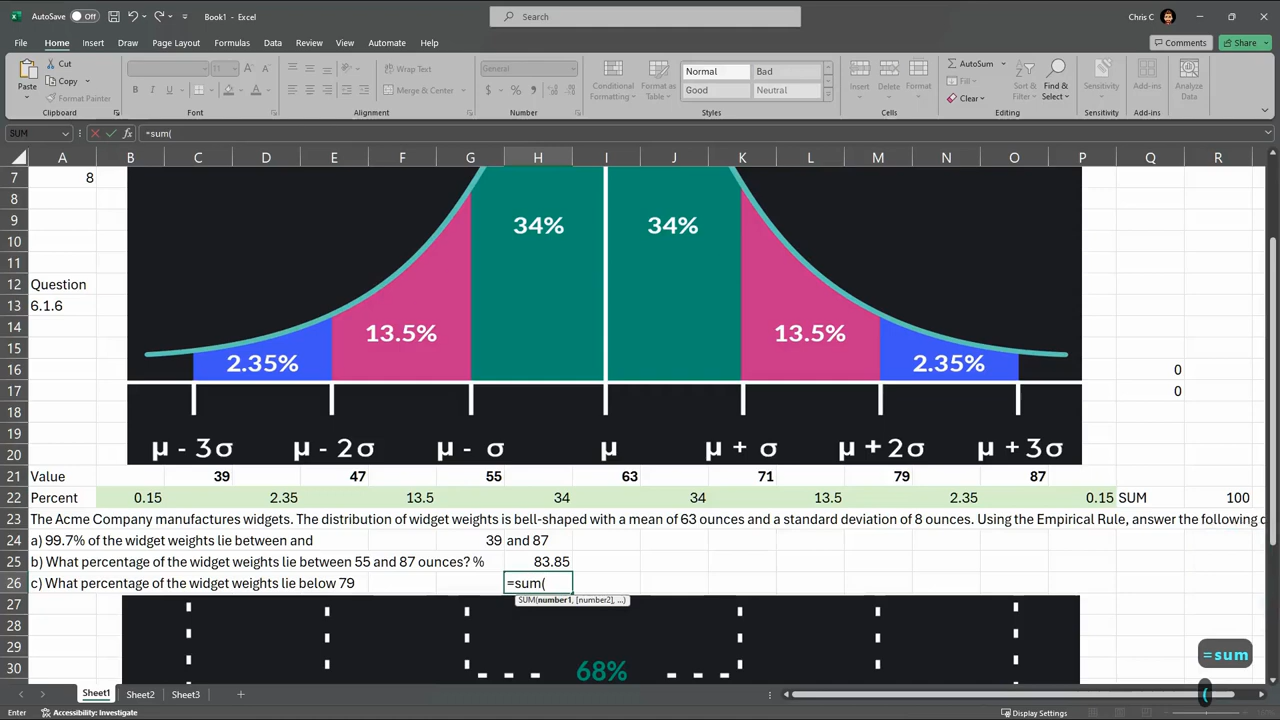 AutoSave Off Book1 - Excel Search Chris C
File Home Insert Draw Page Layout Formulas Data Review View Automate Help Comments Share
Paste Cut Copy Format Painter Clipboard
11 B I U Font
Wrap Text Merge & Center Alignment
General $ % Number
Conditional Formatting Format as Table Normal Bad Good Neutral Styles
Insert Delete Format Cells
AutoSum Fill Clear Sort & Filter Find & Select Editing
Sensitivity Sensitivity Add-ins Add-ins Analyze Data
SUM fx =sum(
A B C D E F G H I J K L M N O P Q R
7 8
8
9 34% 34%
10
11
12 Question
13 6.1.6
14 13.5% 13.5%
15
16 2.35% 2.35% 0
17 0
18
19
20 μ - 3σ μ - 2σ μ - σ μ μ + σ μ + 2σ μ + 3σ
21 Value 39 47 55 63 71 79 87
22 Percent 0.15 2.35 13.5 34 34 13.5 2.35 0.15 SUM 100
23 The Acme Company manufactures widgets. The distribution of widget weights is bell-shaped with a mean of 63 ounces and a standard deviation of 8 ounces. Using the Empirical Rule, answer the following
24 a) 99.7% of the widget weights lie between and 39 and 87
25 b) What percentage of the widget weights lie between 55 and 87 ounces? % 83.85
26 c) What percentage of the widget weights lie below 79 =sum(
SUM(number1, [number2], ...)
27
28
29
30 68%
=sum
(
Sheet1 Sheet2 Sheet3
Enter Accessibility: Investigate Display Settings